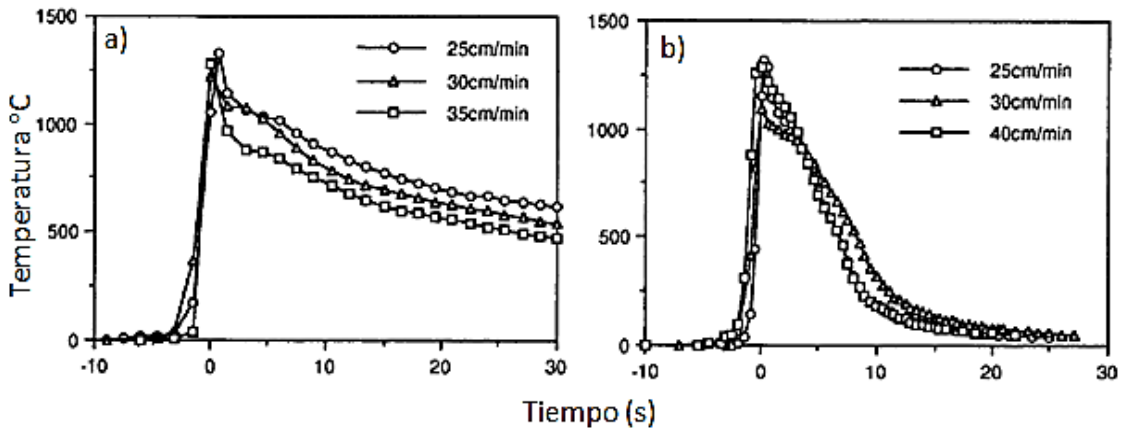 a)
1500
1000
500
0
25cm/min
30cm/min
35cm/min
-10 0 10 20 30
b)
1500
1000
500
0
25cm/min
30cm/min
40cm/min
-10 0 10 20 30
Temperatura °C
Tiempo (s)